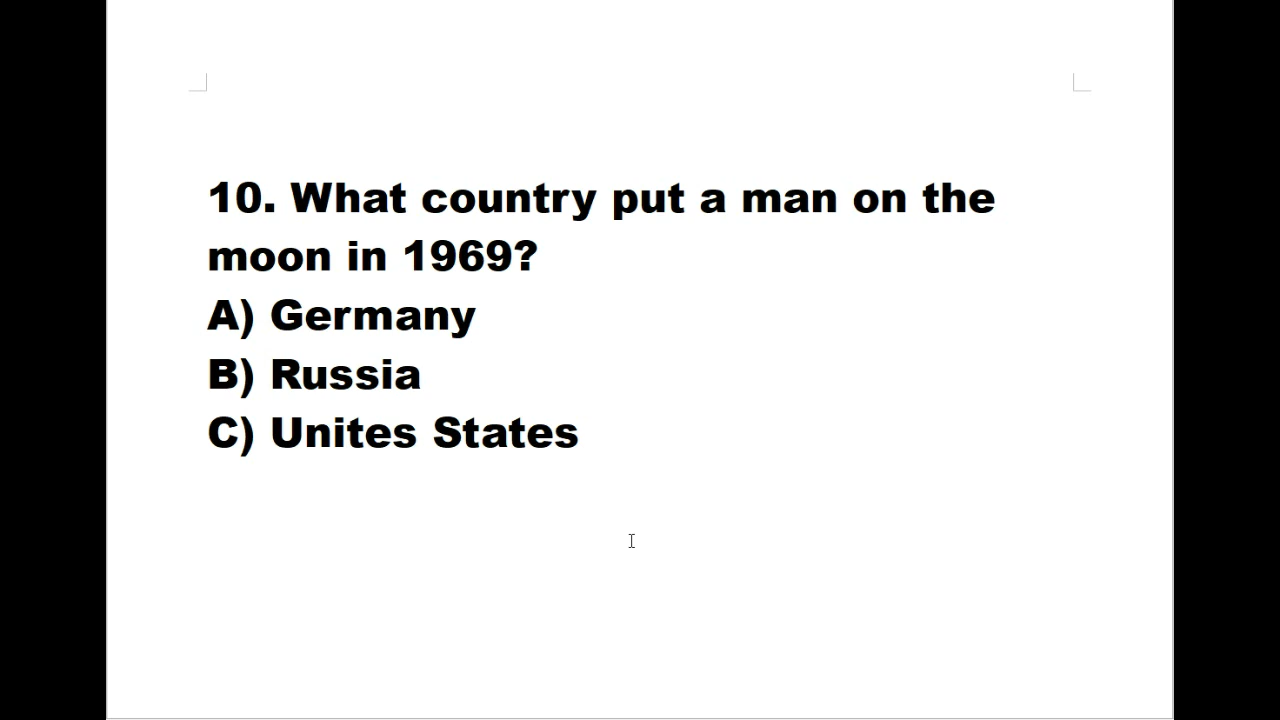 10. What country put a man on the
moon in 1969?
A) Germany
B) Russia
C) Unites States